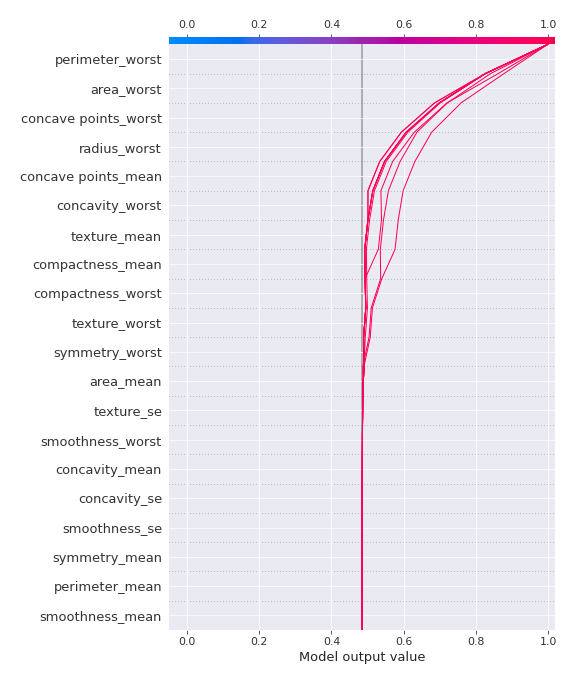 0.0 0.2 0.4 0.6 0.8 1.0
perimeter_worst
area_worst
concave points_worst
radius_worst
concave points_mean
concavity_worst
texture_mean
compactness_mean
compactness_worst
texture_worst
symmetry_worst
area_mean
texture_se
smoothness_worst
concavity_mean
concavity_se
smoothness_se
symmetry_mean
perimeter_mean
smoothness_mean
0.0 0.2 0.4 0.6 0.8 1.0
Model output value